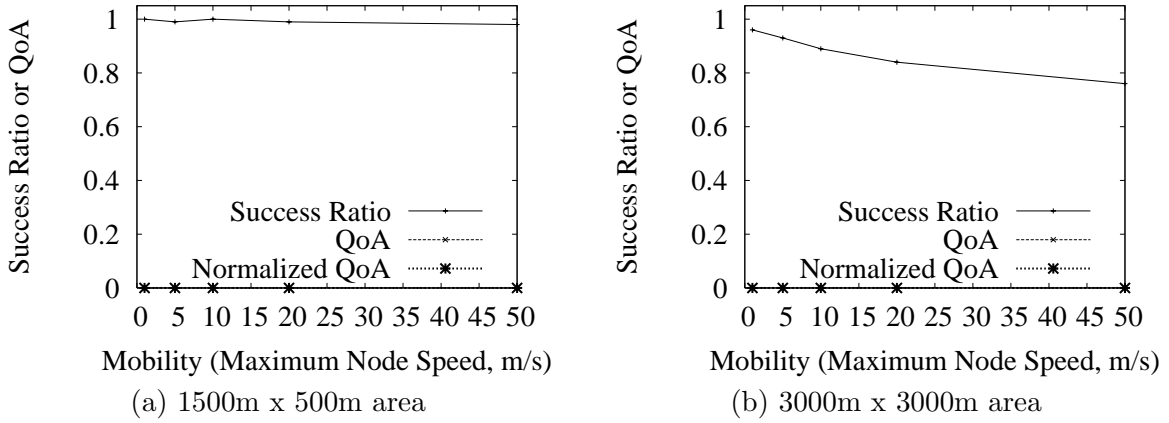 Success Ratio or QoA
1
0.8
0.6
0.4
0.2
0
Success Ratio
QoA
Normalized QoA
0 5 10 15 20 25 30 35 40 45 50
Mobility (Maximum Node Speed, m/s)
(a) 1500m x 500m area
Success Ratio or QoA
1
0.8
0.6
0.4
0.2
0
Success Ratio
QoA
Normalized QoA
0 5 10 15 20 25 30 35 40 45 50
Mobility (Maximum Node Speed, m/s)
(b) 3000m x 3000m area